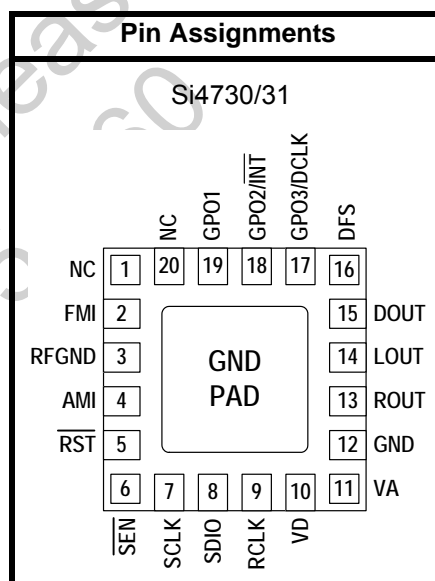 Pin Assignments
Si4730/31
NC
GPO1
GPO2/INT
GPO3/DCLK
DFS
NC 1 20 19 18 17 16
FMI 2 15 DOUT
RFGND 3 14 LOUT
GND
PAD
AMI 4 13 ROUT
RST 5 12 GND
6 7 8 9 10 11 VA
SEN
SCLK
SDIO
RCLK
VD